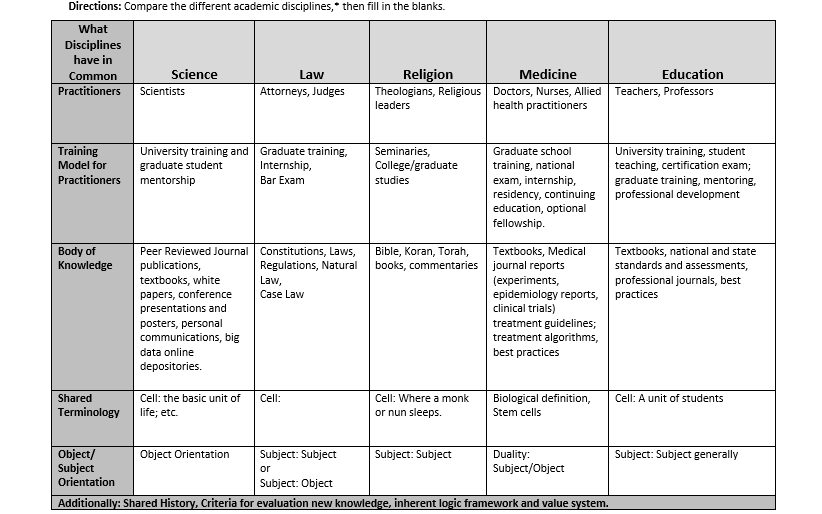 Directions: Compare the different academic disciplines,* then fill in the blanks.
What
Disciplines
have in
Common
Science
Law
Religion
Medicine
Education
Practitioners
Scientists
Attorneys, Judges
Theologians, Religious
leaders
Doctors, Nurses, Allied
health practitioners
Teachers, Professors
Training
Model for
Practitioners
University training and
graduate student
mentorship
Graduate training,
Internship,
Bar Exam
Seminaries,
College/graduate
studies
Graduate school
training, national
exam, internship,
residency, continuing
education, optional
fellowship.
University training, student
teaching, certification exam;
graduate training, mentoring,
professional development
Body of
Knowledge
Peer Reviewed Journal
publications,
textbooks, white
papers, conference
presentations and
posters, personal
communications, big
data online
depositories.
Constitutions, Laws,
Regulations, Natural
Law,
Case Law
Bible, Koran, Torah,
books, commentaries
Textbooks, Medical
journal reports
(experiments,
epidemiology reports,
clinical trials)
treatment guidelines;
treatment algorithms,
best practices
Textbooks, national and state
standards and assessments,
professional journals, best
practices
Shared
Terminology
Cell: the basic unit of
life; etc.
Cell:
Cell: Where a monk
or nun sleeps.
Biological definition,
Stem cells
Cell: A unit of students
Object/
Subject
Orientation
Object Orientation
Subject: Subject
or
Subject: Object
Subject: Subject
Duality:
Subject/Object
Subject: Subject generally
Additionally: Shared History, Criteria for evaluation new knowledge, inherent logic framework and value system.